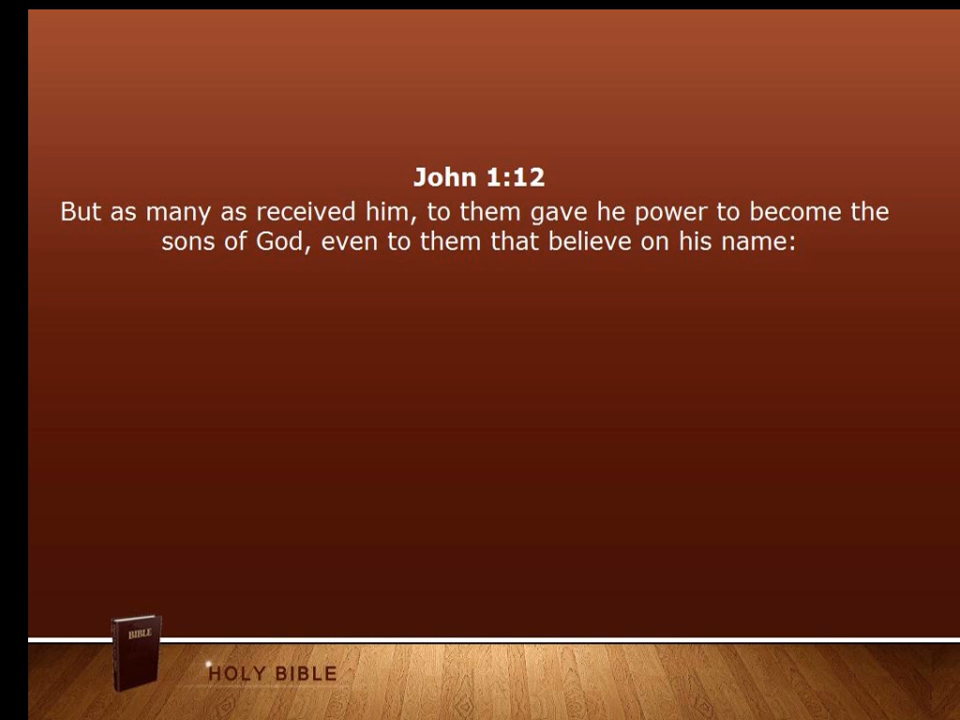 John 1:12
But as many as received him, to them gave he power to become the
sons of God, even to them that believe on his name:
BIBLE
HOLY BIBLE